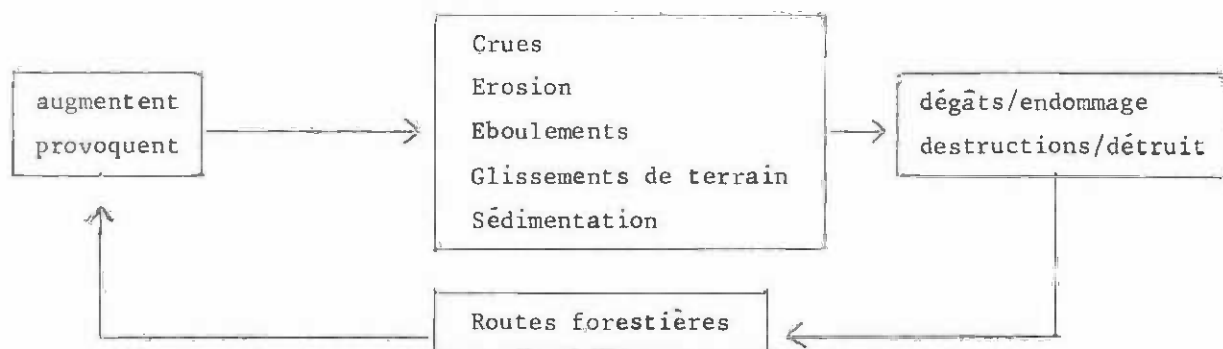 augmentent
provoquent
Crues
Erosion
Eboulements
Glissements de terrain
Sédimentation
dégâts/endommage
destructions/détruit
Routes forestières